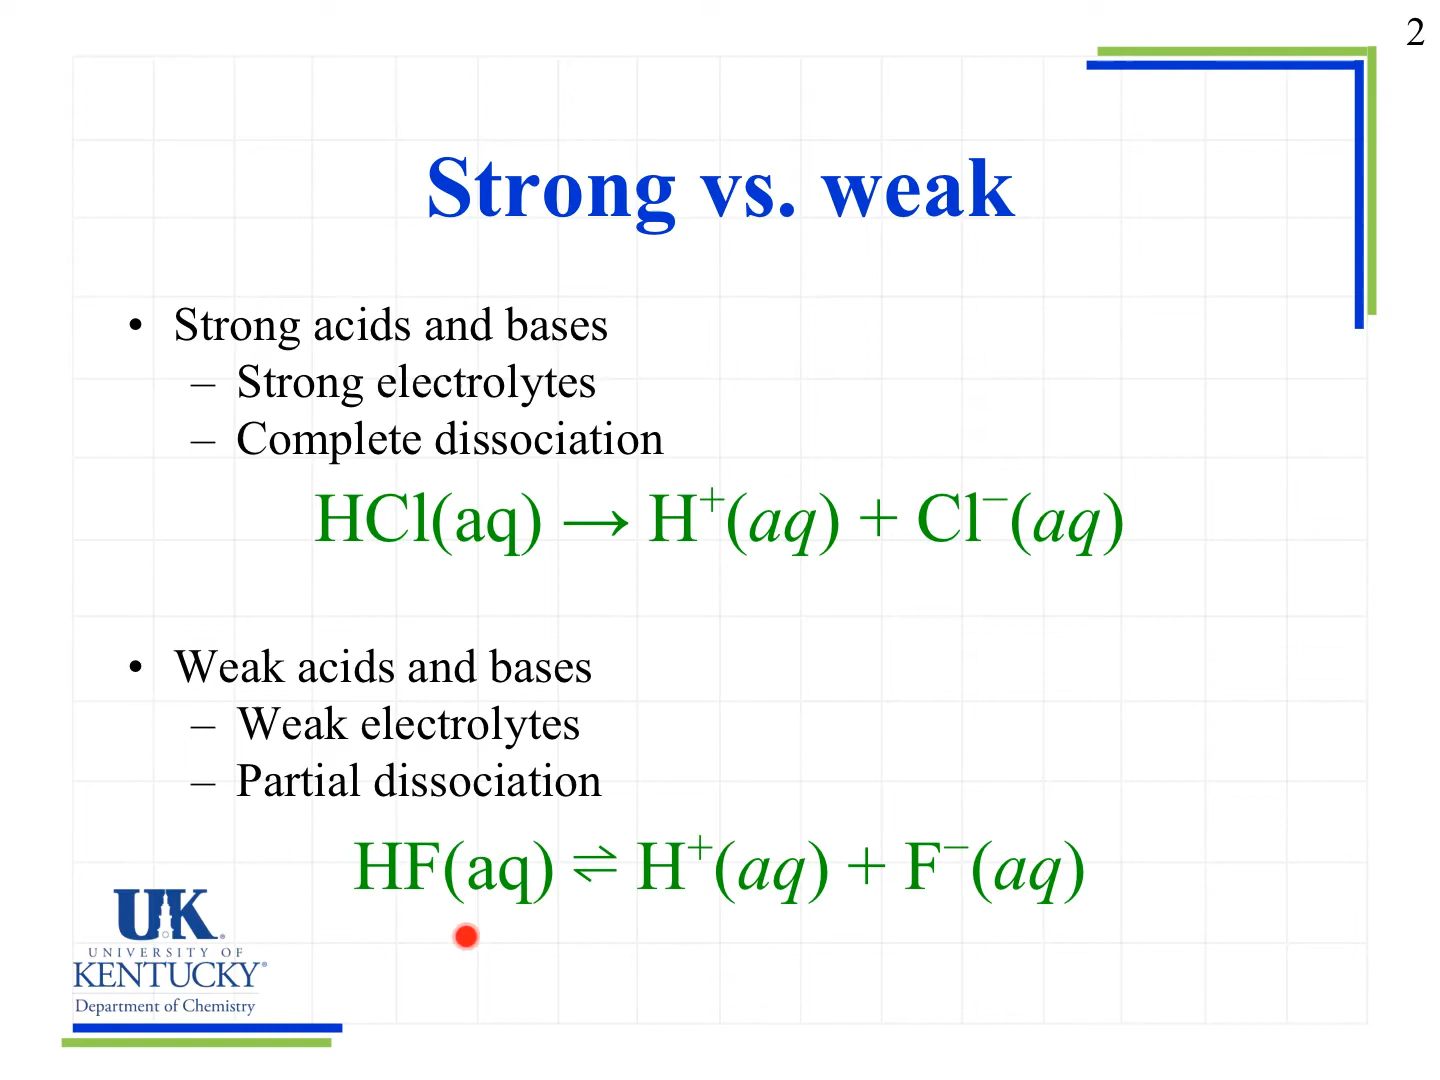 2
Strong vs. weak
• Strong acids and bases
– Strong electrolytes
– Complete dissociation
HCl(aq) → H⁺(aq) + Cl⁻(aq)
• Weak acids and bases
– Weak electrolytes
– Partial dissociation
HF(aq) ⇌ H⁺(aq) + F⁻(aq)
UK®
UNIVERSITY OF
KENTUCKY®
Department of Chemistry